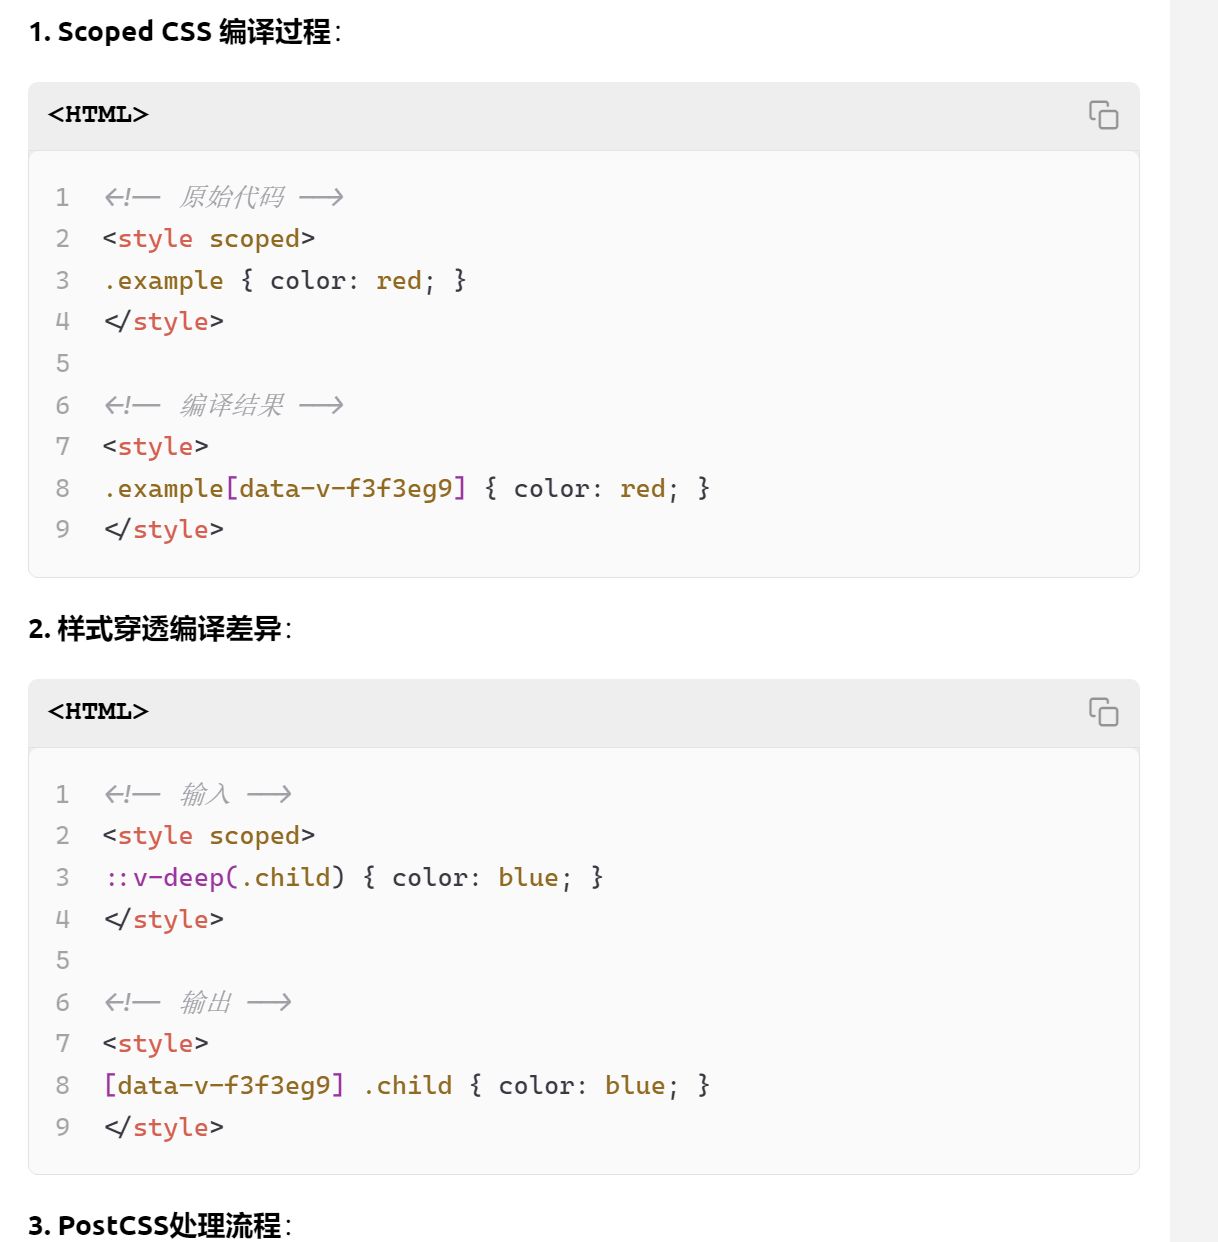 1. Scoped CSS 编译过程：
<HTML>
1 <!-- 原始代码 -->
2 <style scoped>
3 .example { color: red; }
4 </style>
5
6 <!-- 编译结果 -->
7 <style>
8 .example[data-v-f3f3eg9] { color: red; }
9 </style>
2. 样式穿透编译差异：
<HTML>
1 <!-- 输入 -->
2 <style scoped>
3 ::v-deep(.child) { color: blue; }
4 </style>
5
6 <!-- 输出 -->
7 <style>
8 [data-v-f3f3eg9] .child { color: blue; }
9 </style>
3. PostCSS处理流程：